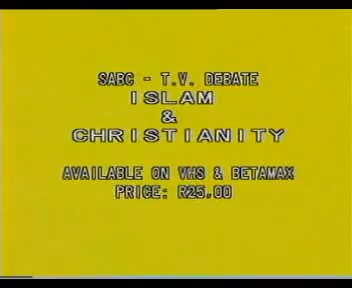 SABC - T.V. DEBATE
ISLAM
&
CHRISTIANITY
AVAILABLE ON VHS & BETAMAX
PRICE: R25.00